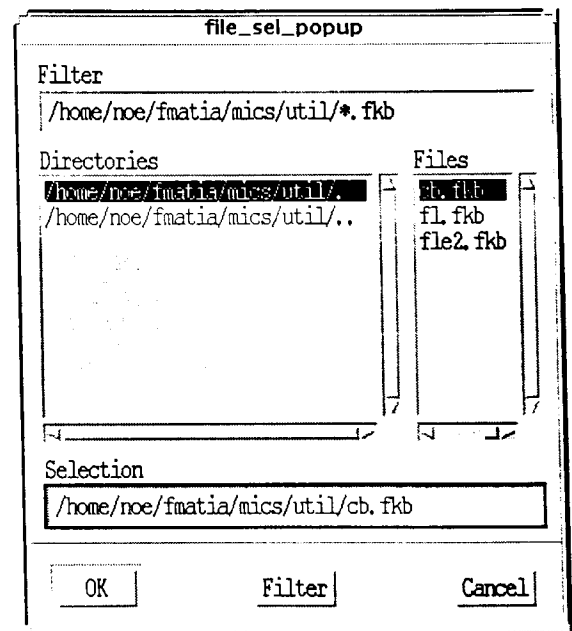 file_sel_popup
Filter
/home/noe/fmatia/mics/util/*.fkb
Directories
/home/noe/fmatia/mics/util/.
/home/noe/fmatia/mics/util/..
Files
cb.fkb
fl.fkb
fle2.fkb
Selection
/home/noe/fmatia/mics/util/cb.fkb
OK
Filter
Cancel